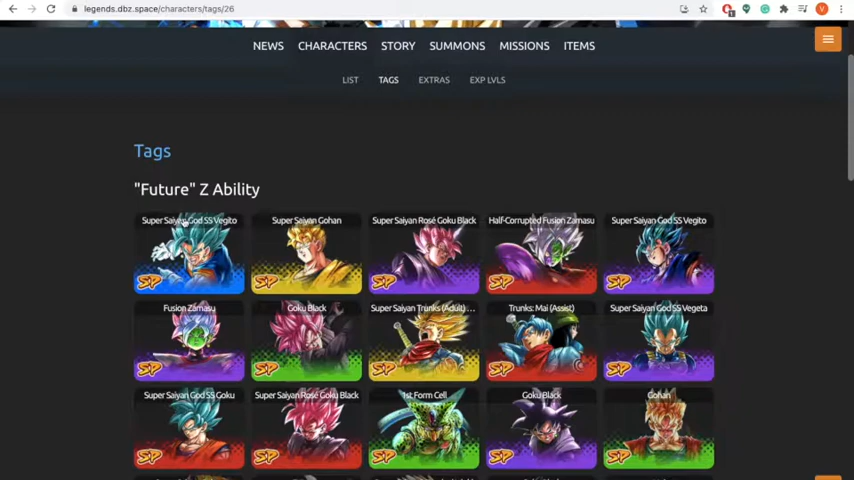 legends.dbz.space/characters/tags/26
V
NEWS CHARACTERS STORY SUMMONS MISSIONS ITEMS
LIST TAGS EXTRAS EXP LVLS
Tags
"Future" Z Ability
Super Saiyan God SS Vegito Super Saiyan Gohan Super Saiyan Rosé Goku Black Half-Corrupted Fusion Zamasu Super Saiyan God SS Vegito
SP SP SP SP SP
Fusion Zamasu Goku Black Super Saiyan Trunks (Adult)... Trunks: Mai (Assist) Super Saiyan God SS Vegeta
SP SP SP SP SP
Super Saiyan God SS Goku Super Saiyan Rosé Goku Black 1st Form Cell Goku Black Gohan
SP SP SP SP SP